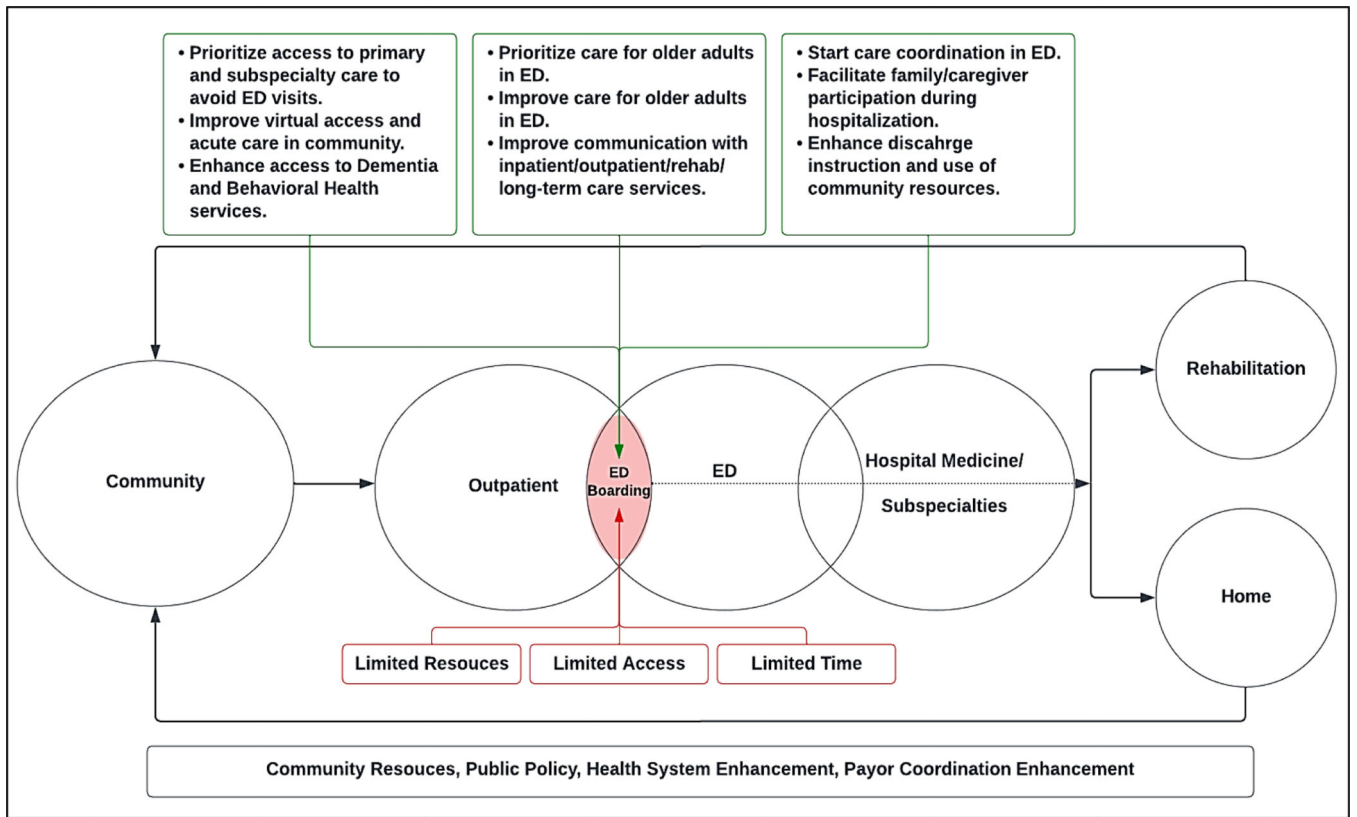 • Prioritize access to primary
and subspecialty care to
avoid ED visits.
• Improve virtual access and
acute care in community.
• Enhance access to Dementia
and Behavioral Health
services.
• Prioritize care for older adults
in ED.
• Improve care for older adults
in ED.
• Improve communication with
inpatient/outpatient/rehab/
long-term care services.
• Start care coordination in ED.
• Facilitate family/caregiver
participation during
hospitalization.
• Enhance discahrge
instruction and use of
community resources.
Community
Outpatient
ED
Boarding
ED
Hospital Medicine/
Subspecialties
Rehabilitation
Home
Limited Resouces
Limited Access
Limited Time
Community Resouces, Public Policy, Health System Enhancement, Payor Coordination Enhancement